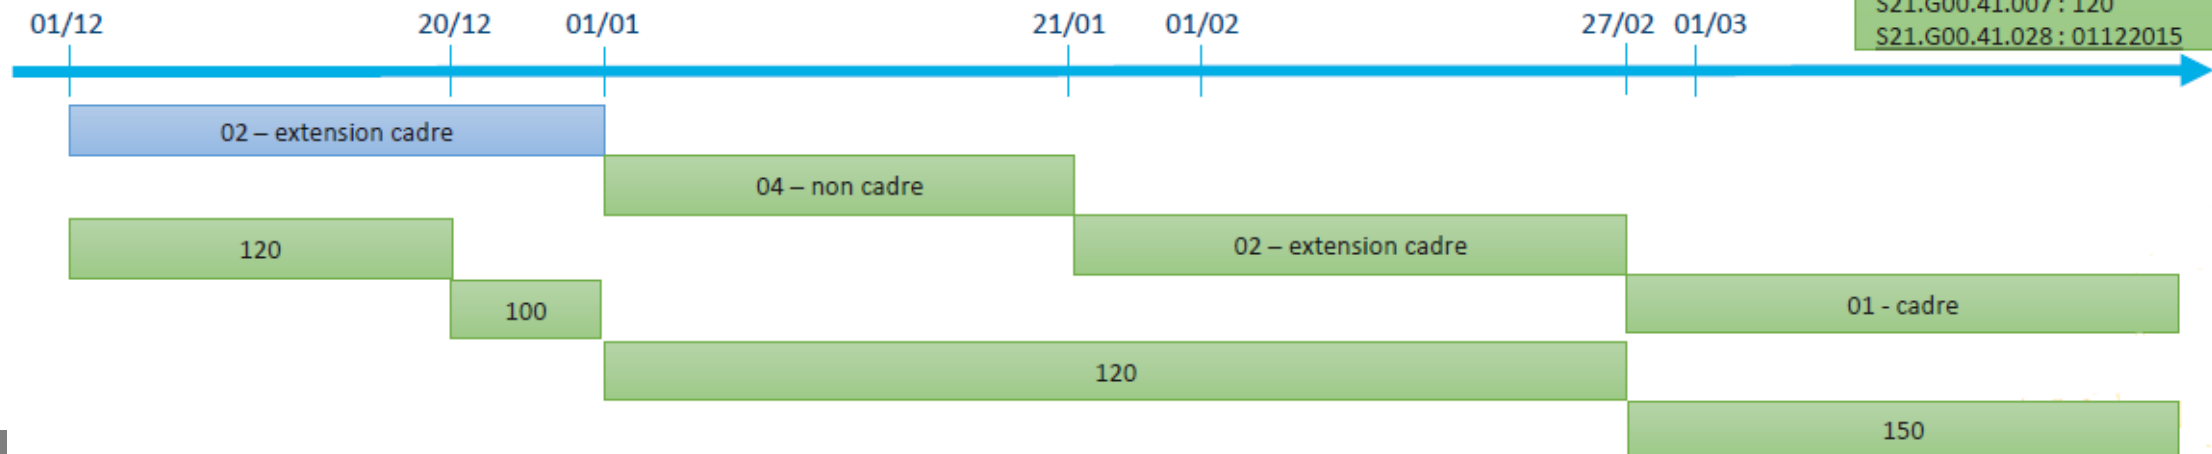 S21.G00.41.007 : 120
S21.G00.41.028 : 01122015
01/12 20/12 01/01 21/01 01/02 27/02 01/03
02 – extension cadre
04 – non cadre
120
02 – extension cadre
100
01 - cadre
120
150